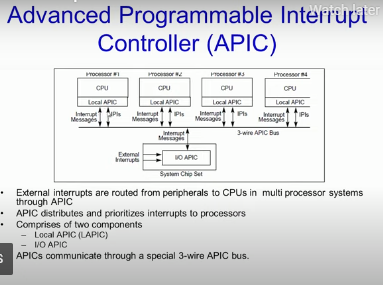 Advanced Programmable Interrupt
Watch later
Controller (APIC)
Processor #1 Processor #2 Processor #3 Processor #4
CPU CPU CPU CPU
Local APIC Local APIC Local APIC Local APIC
Interrupt Messages IPIs Interrupt Messages IPIs Interrupt Messages IPIs Interrupt Messages IPIs
Interrupt Messages 3-wire APIC Bus
External Interrupts I/O APIC
System Chip Set
• External interrupts are routed from peripherals to CPUs in multi processor systems
through APIC
• APIC distributes and prioritizes interrupts to processors
• Comprises of two components
– Local APIC (LAPIC)
– I/O APIC
APICs communicate through a special 3-wire APIC bus.